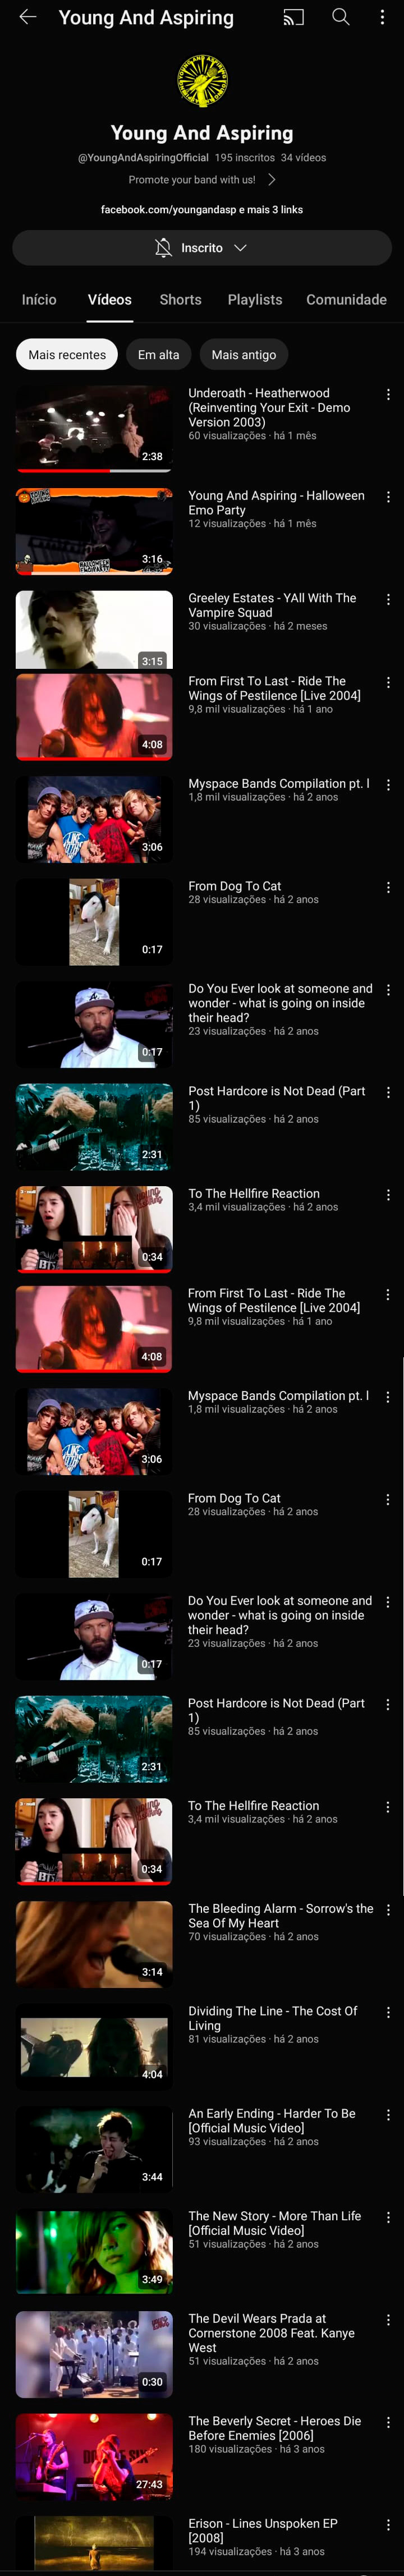 Young And Aspiring
Young And Aspiring
@YoungAndAspiringOfficial 195 inscritos 34 vídeos
Promote your band with us!
facebook.com/youngandasp e mais 3 links
Inscrito
Início Vídeos Shorts Playlists Comunidade
Mais recentes Em alta Mais antigo
Underoath - Heatherwood
(Reinventing Your Exit - Demo
Version 2003)
60 visualizações · há 1 mês
2:38
Young And Aspiring - Halloween
Emo Party
12 visualizações · há 1 mês
3:16
Greeley Estates - YAll With The
Vampire Squad
30 visualizações · há 2 meses
3:15
From First To Last - Ride The
Wings of Pestilence [Live 2004]
9,8 mil visualizações · há 1 ano
4:08
Myspace Bands Compilation pt. l
1,8 mil visualizações · há 2 anos
3:06
From Dog To Cat
28 visualizações · há 2 anos
0:17
Do You Ever look at someone and
wonder - what is going on inside
their head?
23 visualizações · há 2 anos
0:17
Post Hardcore is Not Dead (Part
1)
85 visualizações · há 2 anos
2:31
To The Hellfire Reaction
3,4 mil visualizações · há 2 anos
BTS
0:34
From First To Last - Ride The
Wings of Pestilence [Live 2004]
9,8 mil visualizações · há 1 ano
4:08
Myspace Bands Compilation pt. l
1,8 mil visualizações · há 2 anos
3:06
From Dog To Cat
28 visualizações · há 2 anos
0:17
Do You Ever look at someone and
wonder - what is going on inside
their head?
23 visualizações · há 2 anos
0:17
Post Hardcore is Not Dead (Part
1)
85 visualizações · há 2 anos
2:31
To The Hellfire Reaction
3,4 mil visualizações · há 2 anos
BTS
0:34
The Bleeding Alarm - Sorrow's the
Sea Of My Heart
70 visualizações · há 2 anos
3:14
Dividing The Line - The Cost Of
Living
81 visualizações · há 2 anos
4:04
An Early Ending - Harder To Be
[Official Music Video]
93 visualizações · há 2 anos
3:44
The New Story - More Than Life
[Official Music Video]
51 visualizações · há 2 anos
3:49
The Devil Wears Prada at
Cornerstone 2008 Feat. Kanye
West
51 visualizações · há 2 anos
0:30
The Beverly Secret - Heroes Die
Before Enemies [2006]
180 visualizações · há 3 anos
27:43
Erison - Lines Unspoken EP
[2008]
194 visualizações · há 3 anos